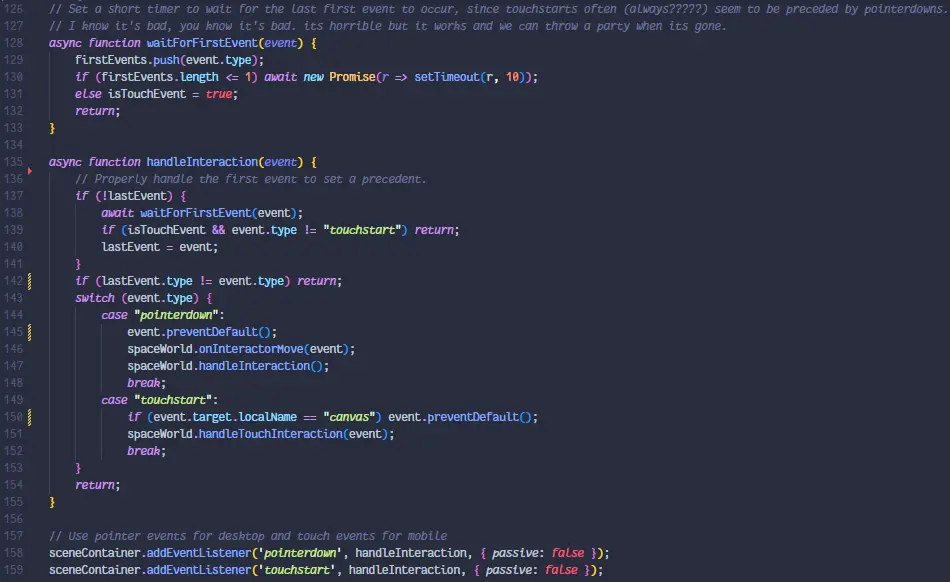 126 // Set a short timer to wait for the last first event to occur, since touchstarts often (always?????) seem to be preceded by pointerdowns.
127 // I know it's bad, you know it's bad. its horrible but it works and we can throw a party when its gone.
128 async function waitForFirstEvent(event) {
129 firstEvents.push(event.type);
130 if (firstEvents.length <= 1) await new Promise(r => setTimeout(r, 10));
131 else isTouchEvent = true;
132 return;
133 }
134
135 async function handleInteraction(event) {
136 // Properly handle the first event to set a precedent.
137 if (!lastEvent) {
138 await waitForFirstEvent(event);
139 if (isTouchEvent && event.type != "touchstart") return;
140 lastEvent = event;
141 }
142 if (lastEvent.type != event.type) return;
143 switch (event.type) {
144 case "pointerdown":
145 event.preventDefault();
146 spaceWorld.onInteractorMove(event);
147 spaceWorld.handleInteraction();
148 break;
149 case "touchstart":
150 if (event.target.localName == "canvas") event.preventDefault();
151 spaceWorld.handleTouchInteraction(event);
152 break;
153 }
154 return;
155 }
156
157 // Use pointer events for desktop and touch events for mobile
158 sceneContainer.addEventListener('pointerdown', handleInteraction, { passive: false });
159 sceneContainer.addEventListener('touchstart', handleInteraction, { passive: false });